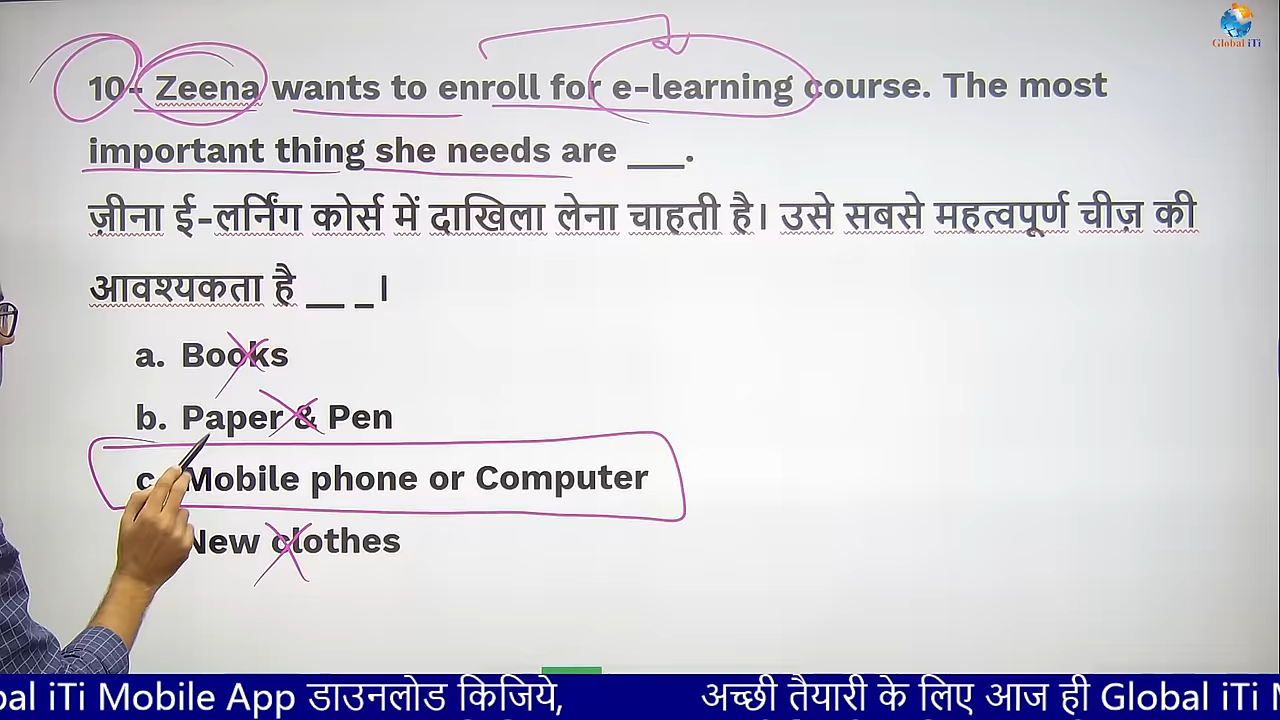 Global iTi
10- Zeena wants to enroll for e-learning course. The most
important thing she needs are ___.
ज़ीना ई-लर्निंग कोर्स में दाखिला लेना चाहती है। उसे सबसे महत्वपूर्ण चीज़ की
आवश्यकता है __ _।
a. Books
b. Paper & Pen
c. Mobile phone or Computer
New clothes
bal iTi Mobile App डाउनलोड किजिये, अच्छी तैयारी के लिए आज ही Global iTi M